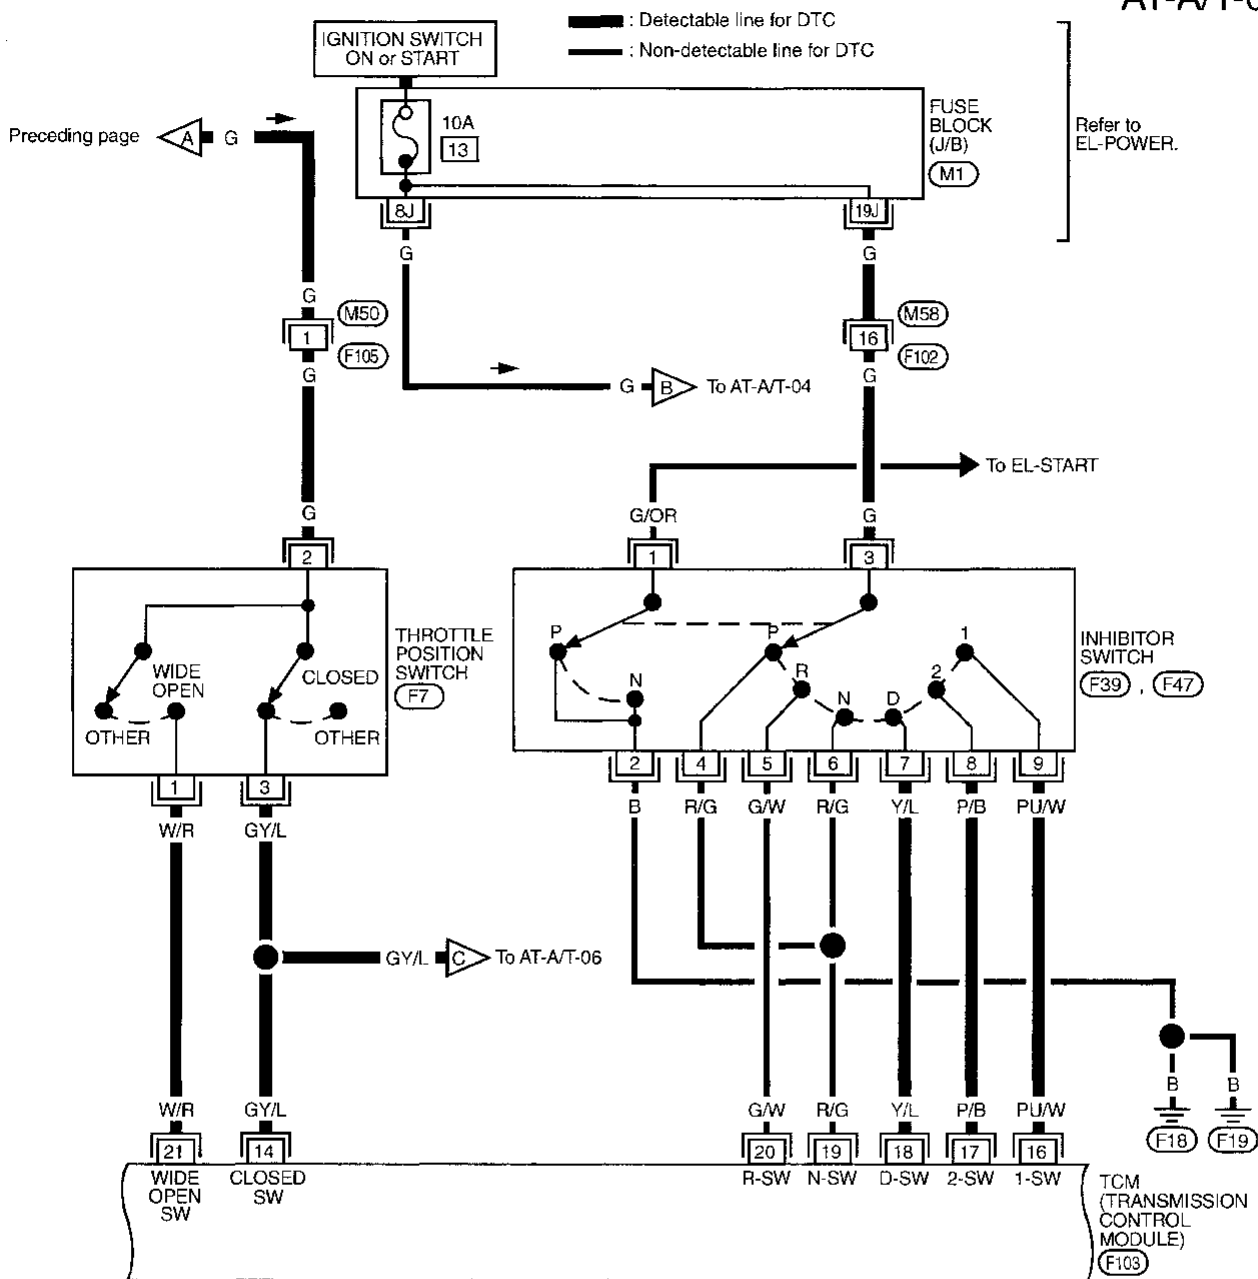 AT-A/T-0
: Detectable line for DTC
: Non-detectable line for DTC
IGNITION SWITCH
ON or START
10A
13
FUSE
BLOCK
(J/B)
M1
Refer to
EL-POWER.
Preceding page
A
G
8J
19J
G
G
G
M50
1
F105
G
M58
16
F102
G
G
B
To AT-A/T-04
To EL-START
G
G/OR
G
2
1
3
WIDE
OPEN
CLOSED
OTHER
OTHER
THROTTLE
POSITION
SWITCH
F7
P
N
P
R
N
D
2
1
INHIBITOR
SWITCH
F39 , F47
1
3
2
4
5
6
7
8
9
W/R
GY/L
B
R/G
G/W
R/G
Y/L
P/B
PU/W
GY/L
C
To AT-A/T-06
B
B
F18
F19
W/R
GY/L
G/W
R/G
Y/L
P/B
PU/W
21
14
20
19
18
17
16
WIDE
OPEN
SW
CLOSED
SW
R-SW
N-SW
D-SW
2-SW
1-SW
TCM
(TRANSMISSION
CONTROL
MODULE)
F103